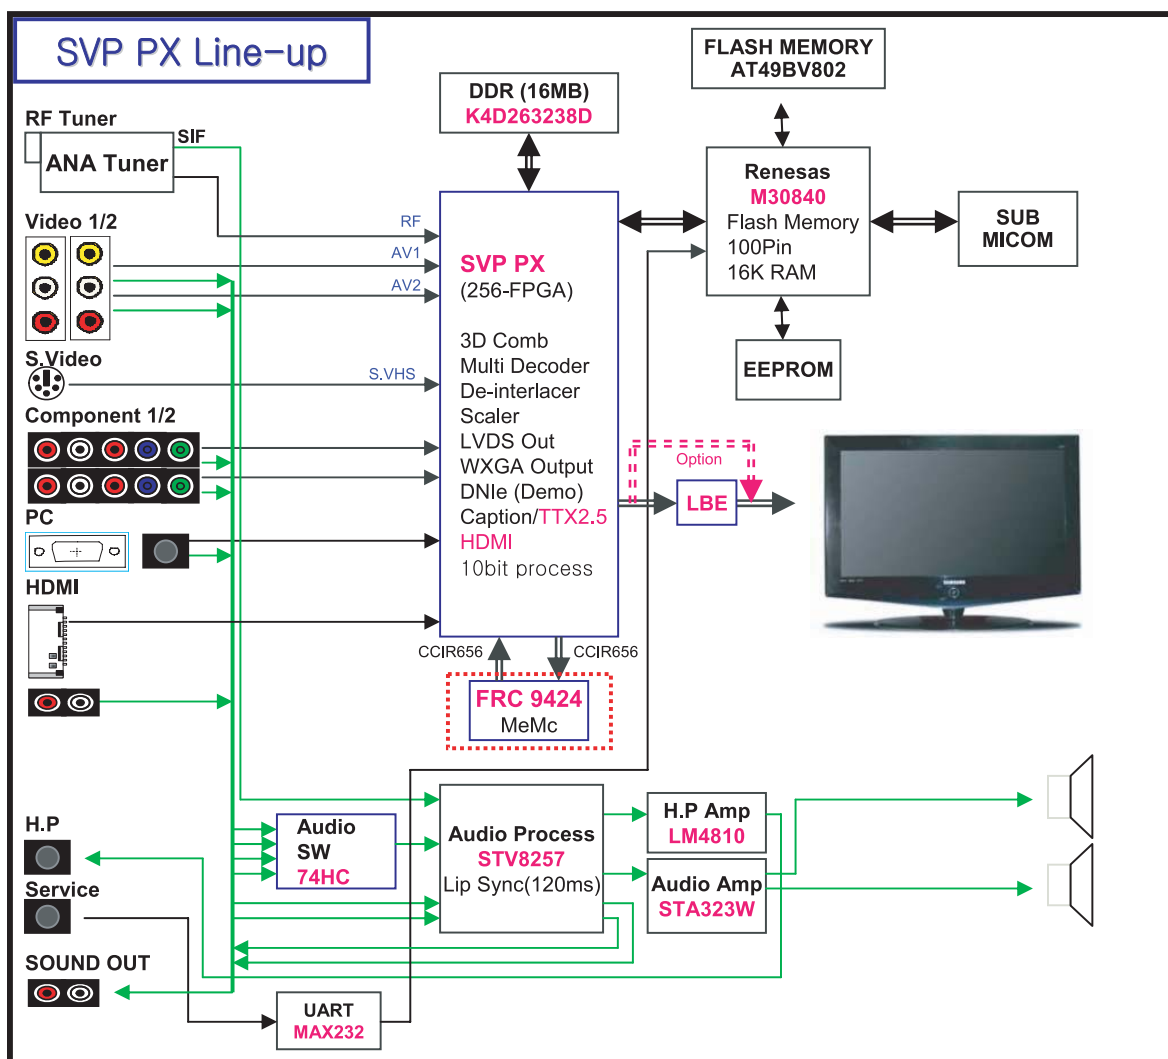 SVP PX Line-up
FLASH MEMORY
AT49BV802
DDR (16MB)
K4D263238D
RF Tuner
SIF
ANA Tuner
Renesas
M30840
Flash Memory
100Pin
16K RAM
SUB
MICOM
EEPROM
Video 1/2
RF
AV1
AV2
S.Video
S.VHS
Component 1/2
PC
HDMI
SVP PX
(256-FPGA)
3D Comb
Multi Decoder
De-interlacer
Scaler
LVDS Out
WXGA Output
DNIe (Demo)
Caption/TTX2.5
HDMI
10bit process
Option
LBE
SAMSUNG
CCIR656
CCIR656
FRC 9424
MeMc
H.P
Service
SOUND OUT
Audio
SW
74HC
Audio Process
STV8257
Lip Sync(120ms)
H.P Amp
LM4810
Audio Amp
STA323W
UART
MAX232